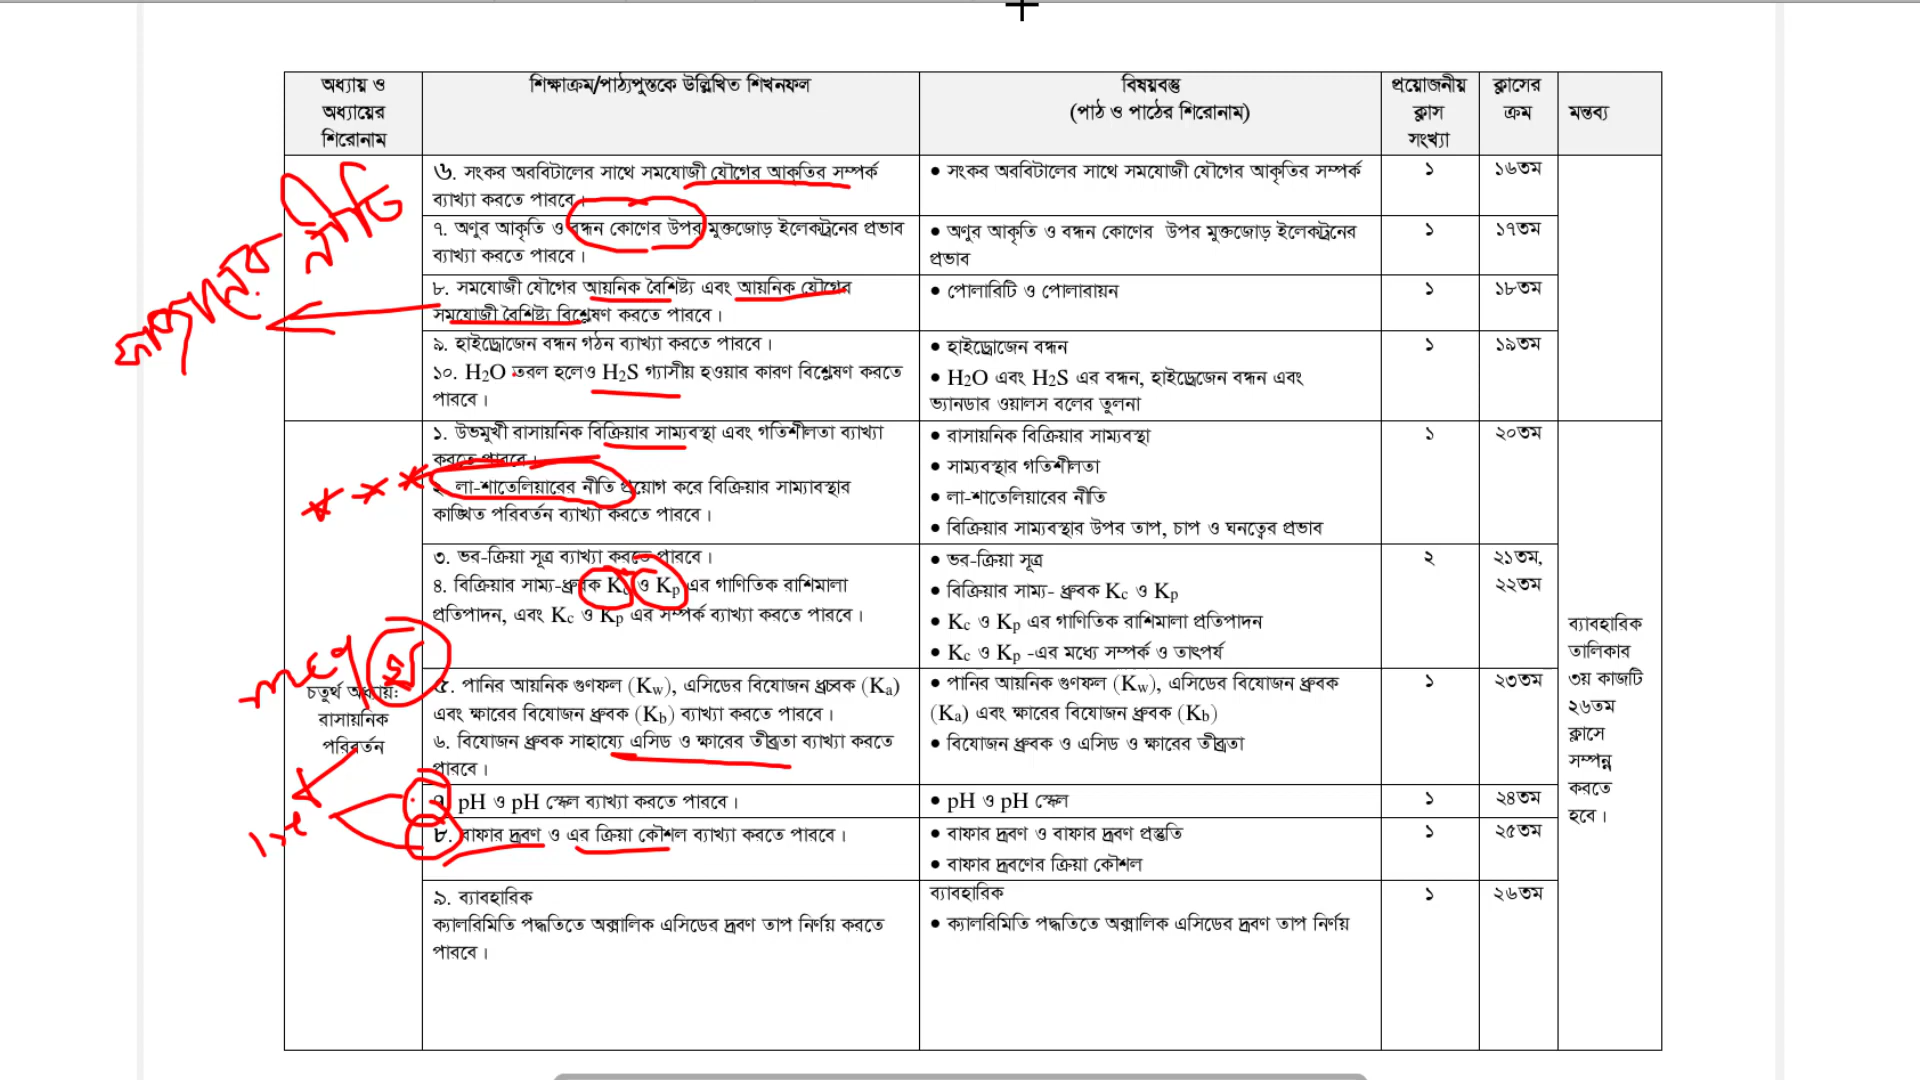 অধ্যায় ও
অধ্যায়ের
শিরোনাম
শিক্ষাক্রম/পাঠ্যপুস্তকে উল্লিখিত শিখনফল
বিষয়বস্তু
(পাঠ ও পাঠের শিরোনাম)
প্রয়োজনীয়
ক্লাস
সংখ্যা
ক্লাসের
ক্রম
মন্তব্য
৬. সংকর অরবিটালের সাথে সমযোজী যৌগের আকৃতির সম্পর্ক
ব্যাখ্যা করতে পারবে।
● সংকর অরবিটালের সাথে সমযোজী যৌগের আকৃতির সম্পর্ক
১
১৬তম
৭. অণুর আকৃতি ও বন্ধন কোণের উপর মুক্তজোড় ইলেকট্রনের প্রভাব
ব্যাখ্যা করতে পারবে।
● অণুর আকৃতি ও বন্ধন কোণের উপর মুক্তজোড় ইলেকট্রনের
প্রভাব
১
১৭তম
৮. সমযোজী যৌগের আয়নিক বৈশিষ্ট্য এবং আয়নিক যৌগের
সমযোজী বৈশিষ্ট্য বিশ্লেষণ করতে পারবে।
● পোলারিটি ও পোলারায়ন
১
১৮তম
ফাজানের নীতি
৯. হাইড্রোজেন বন্ধন গঠন ব্যাখ্যা করতে পারবে।
১০. H₂O তরল হলেও H₂S গ্যাসীয় হওয়ার কারণ বিশ্লেষণ করতে
পারবে।
● হাইড্রোজেন বন্ধন
● H₂O এবং H₂S এর বন্ধন, হাইড্রেজেন বন্ধন এবং
ভ্যানডার ওয়ালস বলের তুলনা
১
১৯তম
চতুর্থ অধ্যায়:
রাসায়নিক
পরিবর্তন
১. উভমুখী রাসায়নিক বিক্রিয়ার সাম্যবস্থা এবং গতিশীলতা ব্যাখ্যা
করতে পারবে।
২. লা-শাতেলিয়ারের নীতি প্রয়োগ করে বিক্রিয়ার সাম্যাবস্থার
কাঙ্খিত পরিবর্তন ব্যাখ্যা করতে পারবে।
● রাসায়নিক বিক্রিয়ার সাম্যবস্থা
● সাম্যবস্থার গতিশীলতা
● লা-শাতেলিয়ারের নীতি
● বিক্রিয়ার সাম্যবস্থার উপর তাপ, চাপ ও ঘনত্বের প্রভাব
১
২০তম
৩. ভর-ক্রিয়া সূত্র ব্যাখ্যা করতে পারবে।
৪. বিক্রিয়ার সাম্য-ধ্রুবক Kc ও Kp এর গাণিতিক রাশিমালা
প্রতিপাদন, এবং Kc ও Kp এর সম্পর্ক ব্যাখ্যা করতে পারবে।
● ভর-ক্রিয়া সূত্র
● বিক্রিয়ার সাম্য- ধ্রুবক Kc ও Kp
● Kc ও Kp এর গাণিতিক রাশিমালা প্রতিপাদন
● Kc ও Kp -এর মধ্যে সম্পর্ক ও তাৎপর্য
২
২১তম,
২২তম
mcq
৫. পানির আয়নিক গুণফল (Kw), এসিডের বিযোজন ধ্রুবক (Ka)
এবং ক্ষারের বিযোজন ধ্রুবক (Kb) ব্যাখ্যা করতে পারবে।
৬. বিযোজন ধ্রুবক সাহায্যে এসিড ও ক্ষারের তীব্রতা ব্যাখ্যা করতে
পারবে।
● পানির আয়নিক গুণফল (Kw), এসিডের বিযোজন ধ্রুবক
(Ka) এবং ক্ষারের বিযোজন ধ্রুবক (Kb)
● বিযোজন ধ্রুবক ও এসিড ও ক্ষারের তীব্রতা
১
২৩তম
৭. pH ও pH স্কেল ব্যাখ্যা করতে পারবে।
● pH ও pH স্কেল
১
২৪তম
৮. বাফার দ্রবণ ও এর ক্রিয়া কৌশল ব্যাখ্যা করতে পারবে।
● বাফার দ্রবণ ও বাফার দ্রবণ প্রস্তুতি
● বাফার দ্রবণের ক্রিয়া কৌশল
১
২৫তম
৯. ব্যাবহারিক
ক্যালরিমিতি পদ্ধতিতে অক্সালিক এসিডের দ্রবণ তাপ নির্ণয় করতে
পারবে।
ব্যাবহারিক
● ক্যালরিমিতি পদ্ধতিতে অক্সালিক এসিডের দ্রবণ তাপ নির্ণয়
১
২৬তম
ব্যাবহারিক
তালিকার
৩য় কাজটি
২৬তম
ক্লাসে
সম্পন্ন
করতে
হবে।